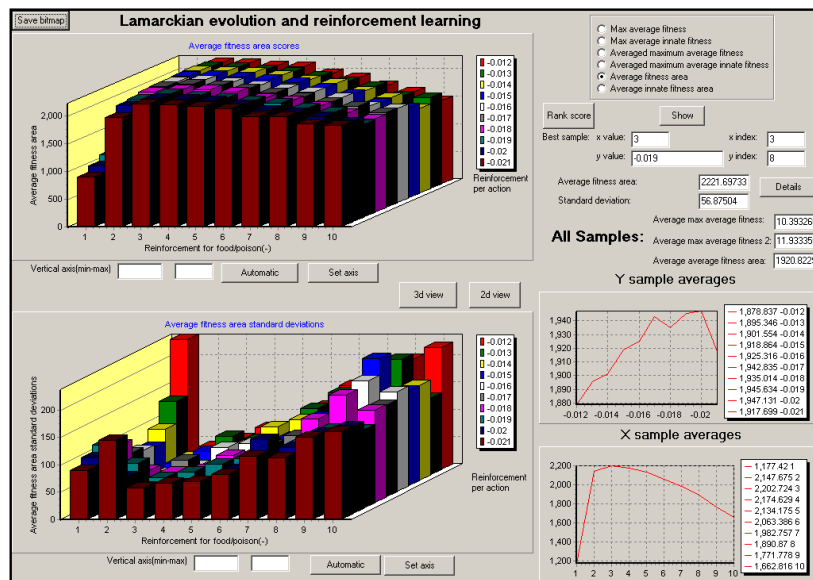 Save bitmap
Lamarckian evolution and reinforcement learning
Average fitness area scores
Average fitness area
2,000
1,500
1,000
500
0
1 2 3 4 5 6 7 8 9 10
Reinforcement for food/poison(-)
-0.012
-0.013
-0.014
-0.015
-0.016
-0.017
-0.018
-0.019
-0.02
-0.021
Reinforcement
per action
Vertical axis(min-max)
Automatic
Set axis
3d view
2d view
Average fitness area standard deviations
Average fitness area standard deviations
200
150
100
50
0
1 2 3 4 5 6 7 8 9 10
Reinforcement for food/poison(-)
-0.012
-0.013
-0.014
-0.015
-0.016
-0.017
-0.018
-0.019
-0.02
-0.021
Reinforcement
per action
Vertical axis(min-max)
Automatic
Set axis
Max average fitness
Max average innate fitness
Averaged maximum average fitness
Averaged maximum average innate fitness
Average fitness area
Average innate fitness area
Rank score
Show
Best sample: x value: 3 x index: 3
y value: -0.019 y index: 8
Average fitness area: 2221.69733
Details
Standard deviation: 56.87504
All Samples:
Average max average fitness: 10.39326
Average max average fitness 2: 11.93335
Average average fitness area: 1920.8229
Y sample averages
1,940
1,930
1,920
1,910
1,900
1,890
1,880
-0.012 -0.014 -0.016 -0.018 -0.02
1,878.837 -0.012
1,895.346 -0.013
1,901.554 -0.014
1,918.864 -0.015
1,925.316 -0.016
1,942.835 -0.017
1,935.014 -0.018
1,945.634 -0.019
1,947.131 -0.02
1,917.699 -0.021
X sample averages
2,200
2,000
1,800
1,600
1,400
1,200
1 2 3 4 5 6 7 8 9 10
1,177.42 1
2,147.675 2
2,202.724 3
2,174.629 4
2,134.175 5
2,063.386 6
1,982.757 7
1,890.87 8
1,771.778 9
1,662.816 10